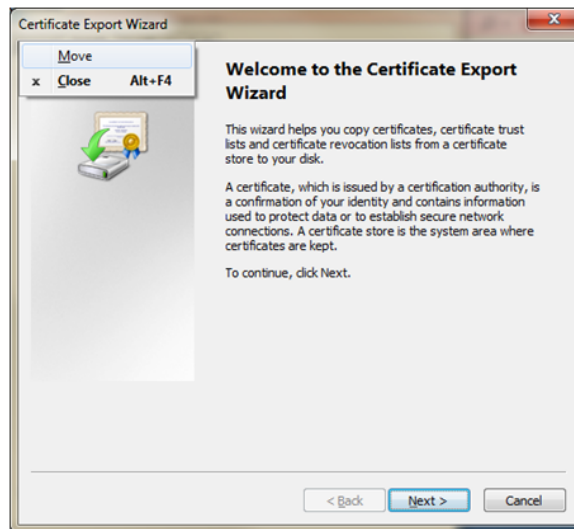 Certificate Export Wizard
x
Move
x Close Alt+F4
Welcome to the Certificate Export
Wizard
This wizard helps you copy certificates, certificate trust
lists and certificate revocation lists from a certificate
store to your disk.
A certificate, which is issued by a certification authority, is
a confirmation of your identity and contains information
used to protect data or to establish secure network
connections. A certificate store is the system area where
certificates are kept.
To continue, click Next.
< Back Next > Cancel